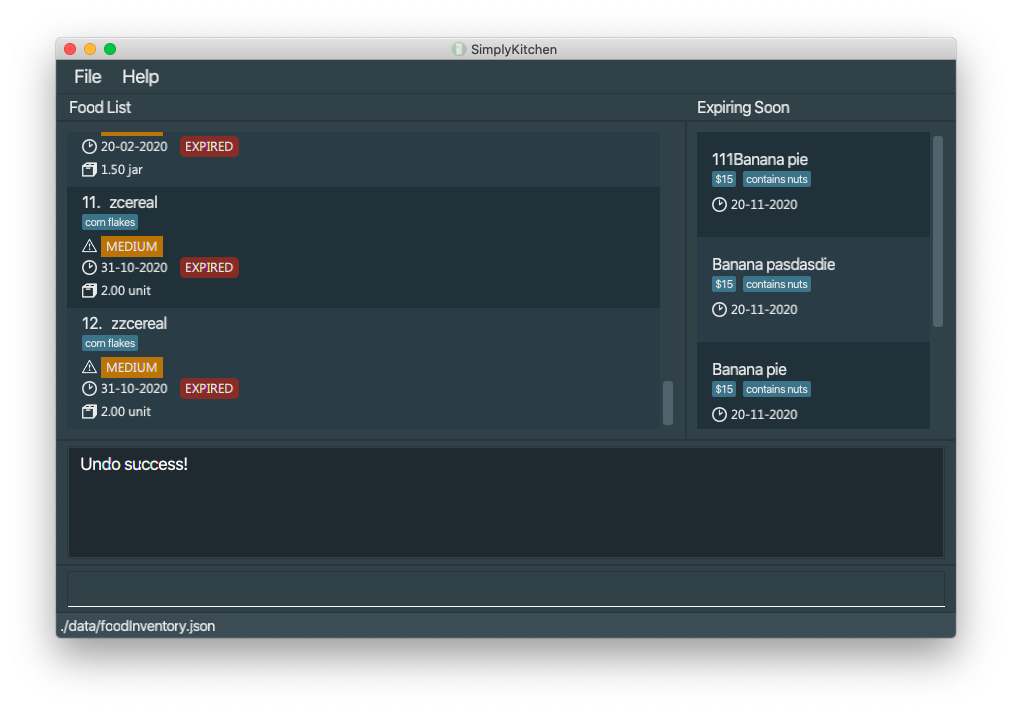 SimplyKitchen
File Help
Food List
20-02-2020 EXPIRED
1.50 jar
11. zcereal
corn flakes
MEDIUM
31-10-2020 EXPIRED
2.00 unit
12. zzcereal
corn flakes
MEDIUM
31-10-2020 EXPIRED
2.00 unit
Expiring Soon
111Banana pie
$15 contains nuts
20-11-2020
Banana pasdasdie
$15 contains nuts
20-11-2020
Banana pie
$15 contains nuts
20-11-2020
Undo success!
./data/foodInventory.json